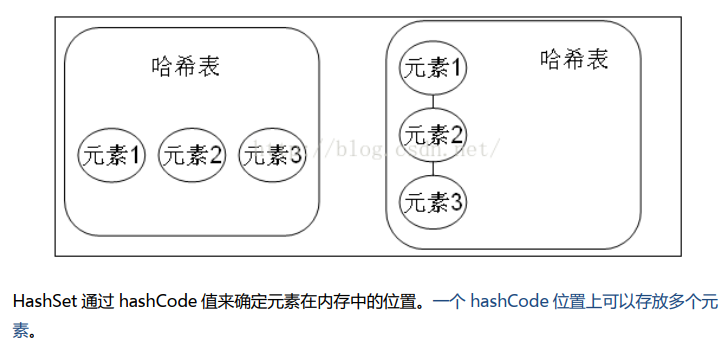 哈希表
哈希表
元素1
元素2
元素3
元素1
元素2
元素3
http://blog.csdn.net/
HashSet 通过 hashCode 值来确定元素在内存中的位置。一个 hashCode 位置上可以存放多个元
素。